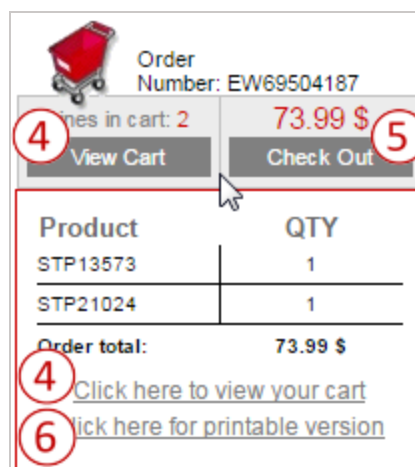 Order
Number: EW69504187
4 ines in cart: 2 73.99 $ 5
View Cart Check Out
Product QTY
STP13573 1
STP21024 1
Order total: 73.99 $
4
Click here to view your cart
6 lick here for printable version